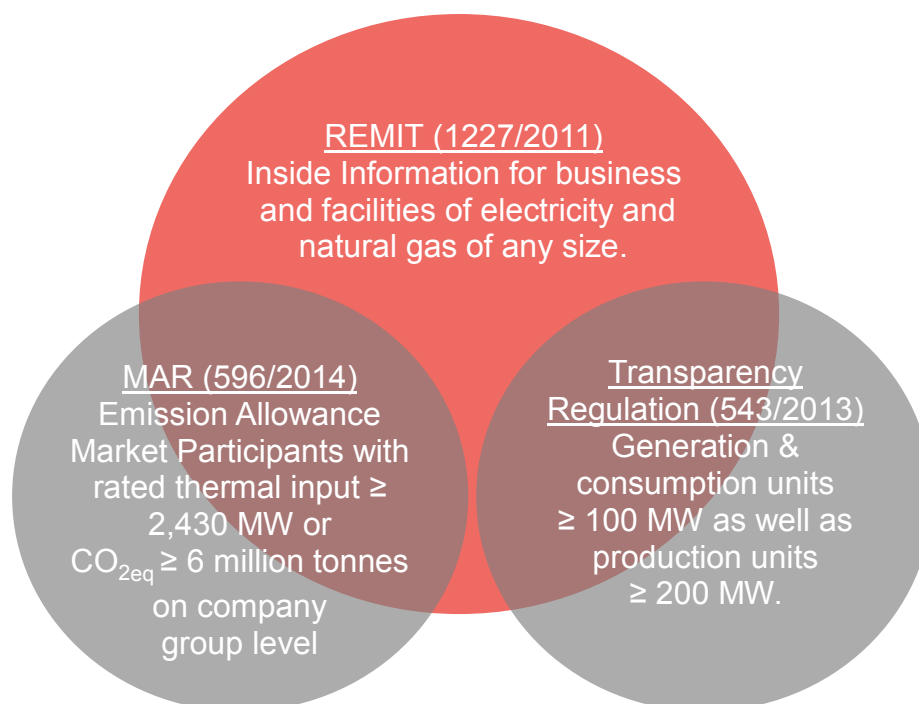 REMIT (1227/2011)
Inside Information for business
and facilities of electricity and
natural gas of any size.
MAR (596/2014)
Emission Allowance
Market Participants with
rated thermal input ≥
2,430 MW or
CO₂eq ≥ 6 million tonnes
on company
group level
Transparency
Regulation (543/2013)
Generation &
consumption units
≥ 100 MW as well as
production units
≥ 200 MW.